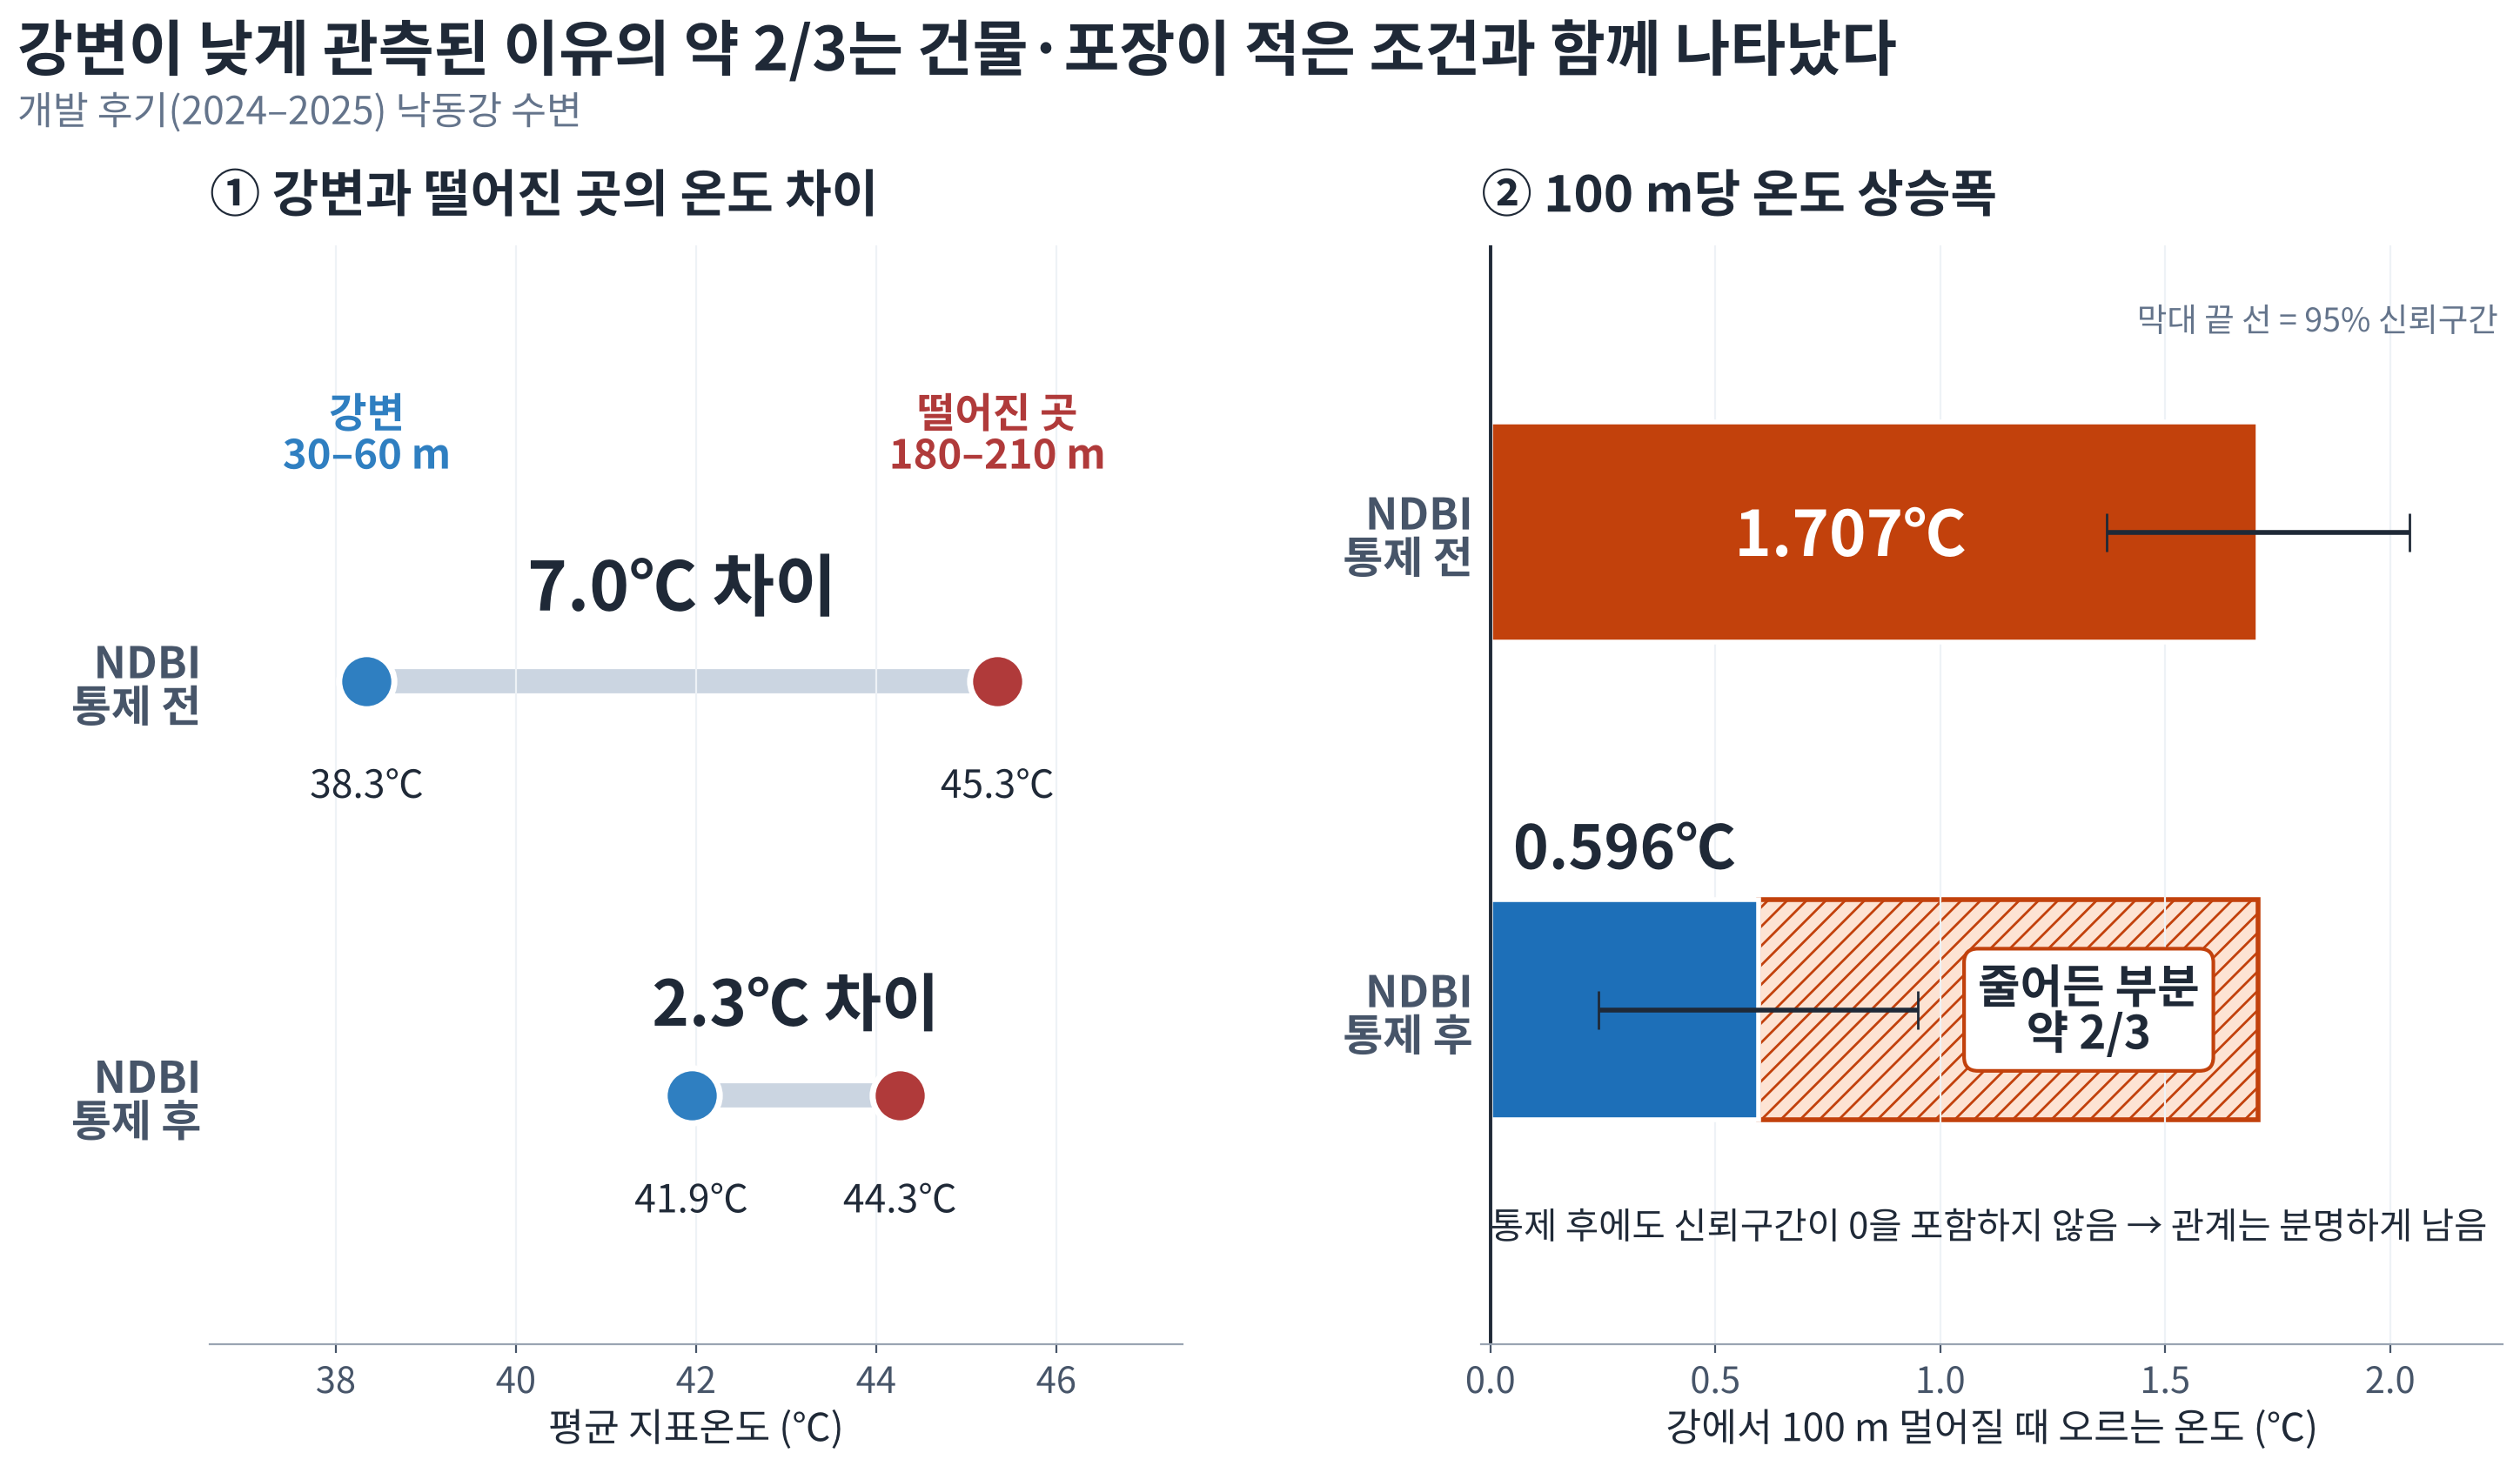 강변이 낮게 관측된 이유의 약 2/3는 건물·포장이 적은 조건과 함께 나타났다
개발 후기(2024–2025) 낙동강 수변
① 강변과 떨어진 곳의 온도 차이
강변
30–60 m
떨어진 곳
180–210 m
7.0°C 차이
NDBI
통제 전
38.3°C
45.3°C
2.3°C 차이
NDBI
통제 후
41.9°C
44.3°C
38
40
42
44
46
평균 지표온도 (°C)
② 100 m당 온도 상승폭
막대 끝 선 = 95% 신뢰구간
NDBI
통제 전
1.707°C
0.596°C
NDBI
통제 후
줄어든 부분
약 2/3
통제 후에도 신뢰구간이 0을 포함하지 않음 → 관계는 분명하게 남음
0.0
0.5
1.0
1.5
2.0
강에서 100 m 멀어질 때 오르는 온도 (°C)